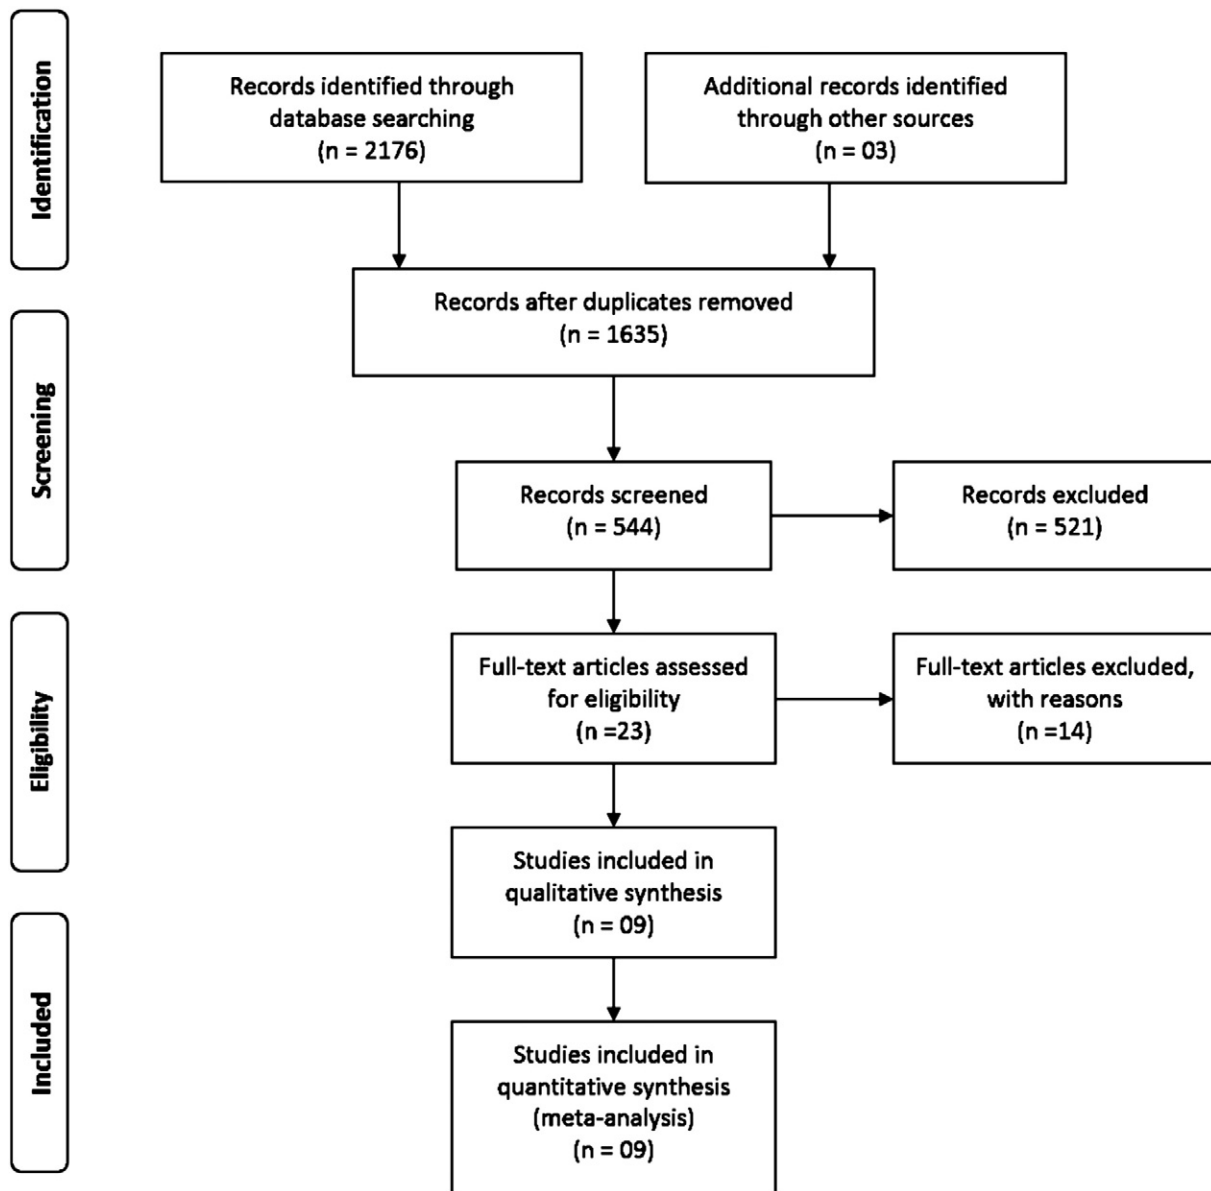 Identification
Records identified through
database searching
(n = 2176)
Additional records identified
through other sources
(n = 03)
Records after duplicates removed
(n = 1635)
Screening
Records screened
(n = 544)
Records excluded
(n = 521)
Eligibility
Full-text articles assessed
for eligibility
(n =23)
Full-text articles excluded,
with reasons
(n =14)
Studies included in
qualitative synthesis
(n = 09)
Included
Studies included in
quantitative synthesis
(meta-analysis)
(n = 09)